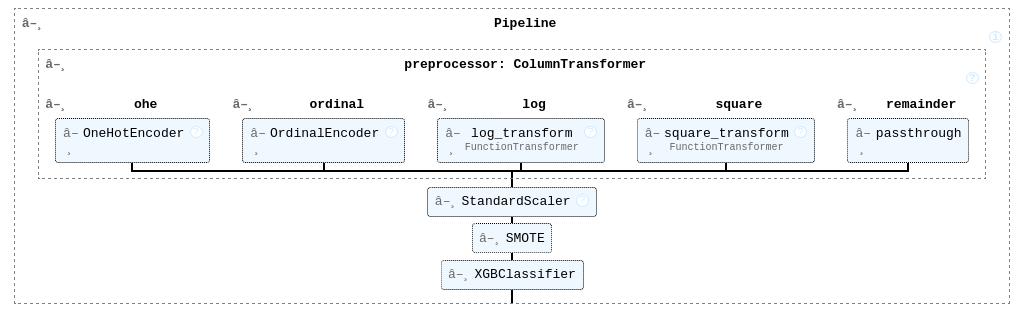 â–¸ Pipeline
i
â–¸ preprocessor: ColumnTransformer
?
â–¸ ohe â–¸ ordinal â–¸ log â–¸ square â–¸ remainder
â–¸ OneHotEncoder ? â–¸ OrdinalEncoder ? â–¸ log_transform ? â–¸ square_transform ? â–¸ passthrough
FunctionTransformer FunctionTransformer
â–¸ StandardScaler ?
â–¸ SMOTE
â–¸ XGBClassifier